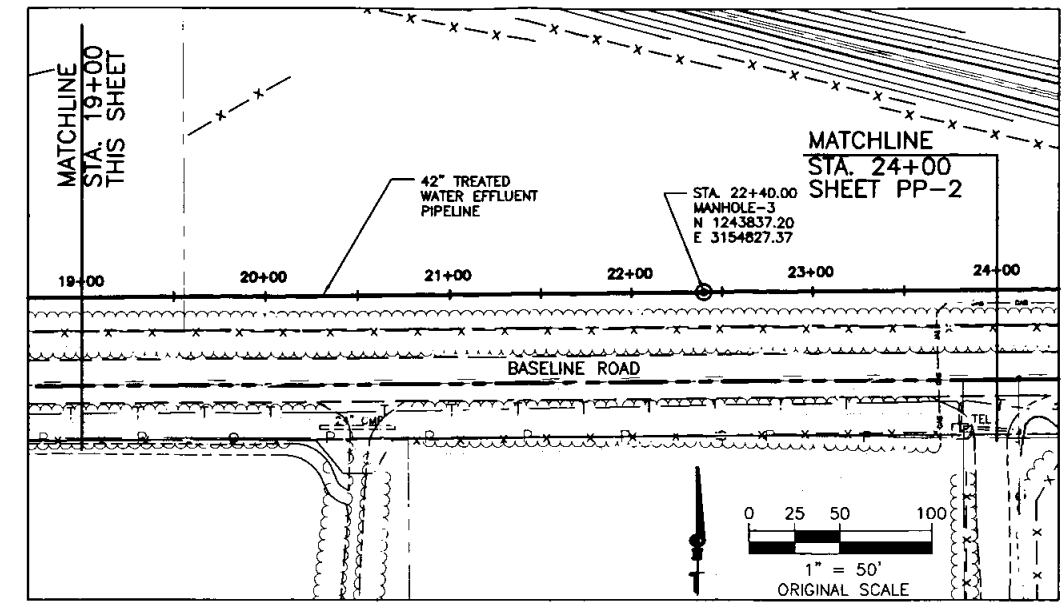 MATCHLINE
STA. 19+00
THIS SHEET
42" TREATED
WATER EFFLUENT
PIPELINE
STA. 22+40.00
MANHOLE-3
N 1243837.20
E 3154827.37
MATCHLINE
STA. 24+00
SHEET PP-2
19+00
20+00
21+00
22+00
23+00
24+00
BASELINE ROAD
CMP
TEL
0 25 50 100
1" = 50'
ORIGINAL SCALE